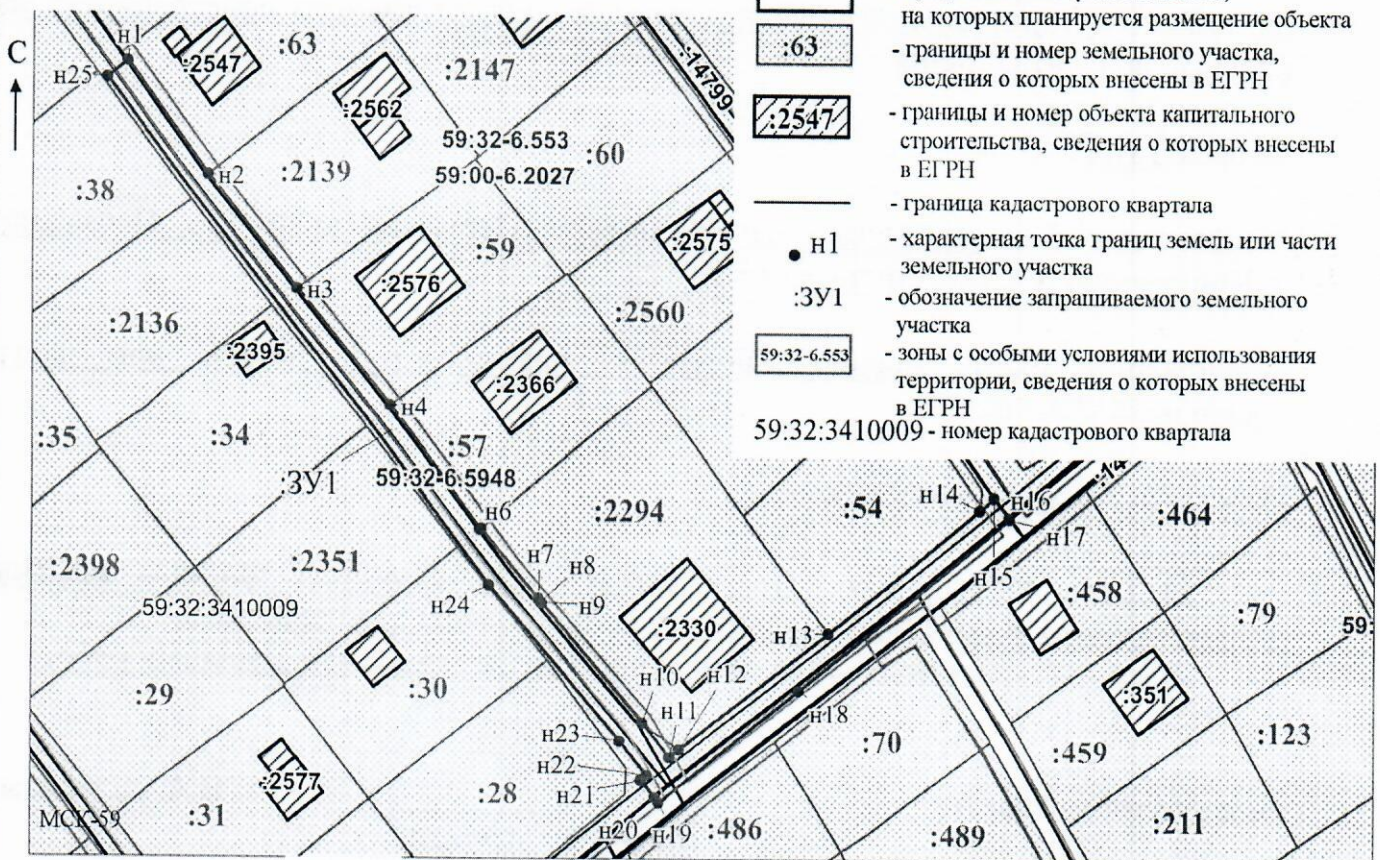 на которых планируется размещение объекта
:63
- границы и номер земельного участка,
сведения о которых внесены в ЕГРН
:2547
- границы и номер объекта капитального
строительства, сведения о которых внесены
в ЕГРН
- граница кадастрового квартала
н1
- характерная точка границ земель или части
земельного участка
:ЗУ1
- обозначение запрашиваемого земельного
участка
59:32-6.553
- зоны с особыми условиями использования
территории, сведения о которых внесены
в ЕГРН
59:32:3410009 - номер кадастрового квартала
С
н1
н25
:2547
:63
:2147
:14799
:2562
59:32-6.553
59:00-6.2027
:60
:2139
н2
:38
:59
:2575
:2576
н3
:2136
:2560
:2395
:2366
н4
:35
:34
:57
:ЗУ1
59:32-6.5948
н6
:2294
:54
н14
н16
:14
:464
н17
:2398
:2351
н7
н8
н9
н24
59:32:3410009
н15
:458
:79
59:
н13
:2330
:29
:30
н10
н12
н11
н18
:351
н23
:70
:459
:123
н22
н21
:2577
:28
МСК-59
:31
н20
н19
:486
:489
:211